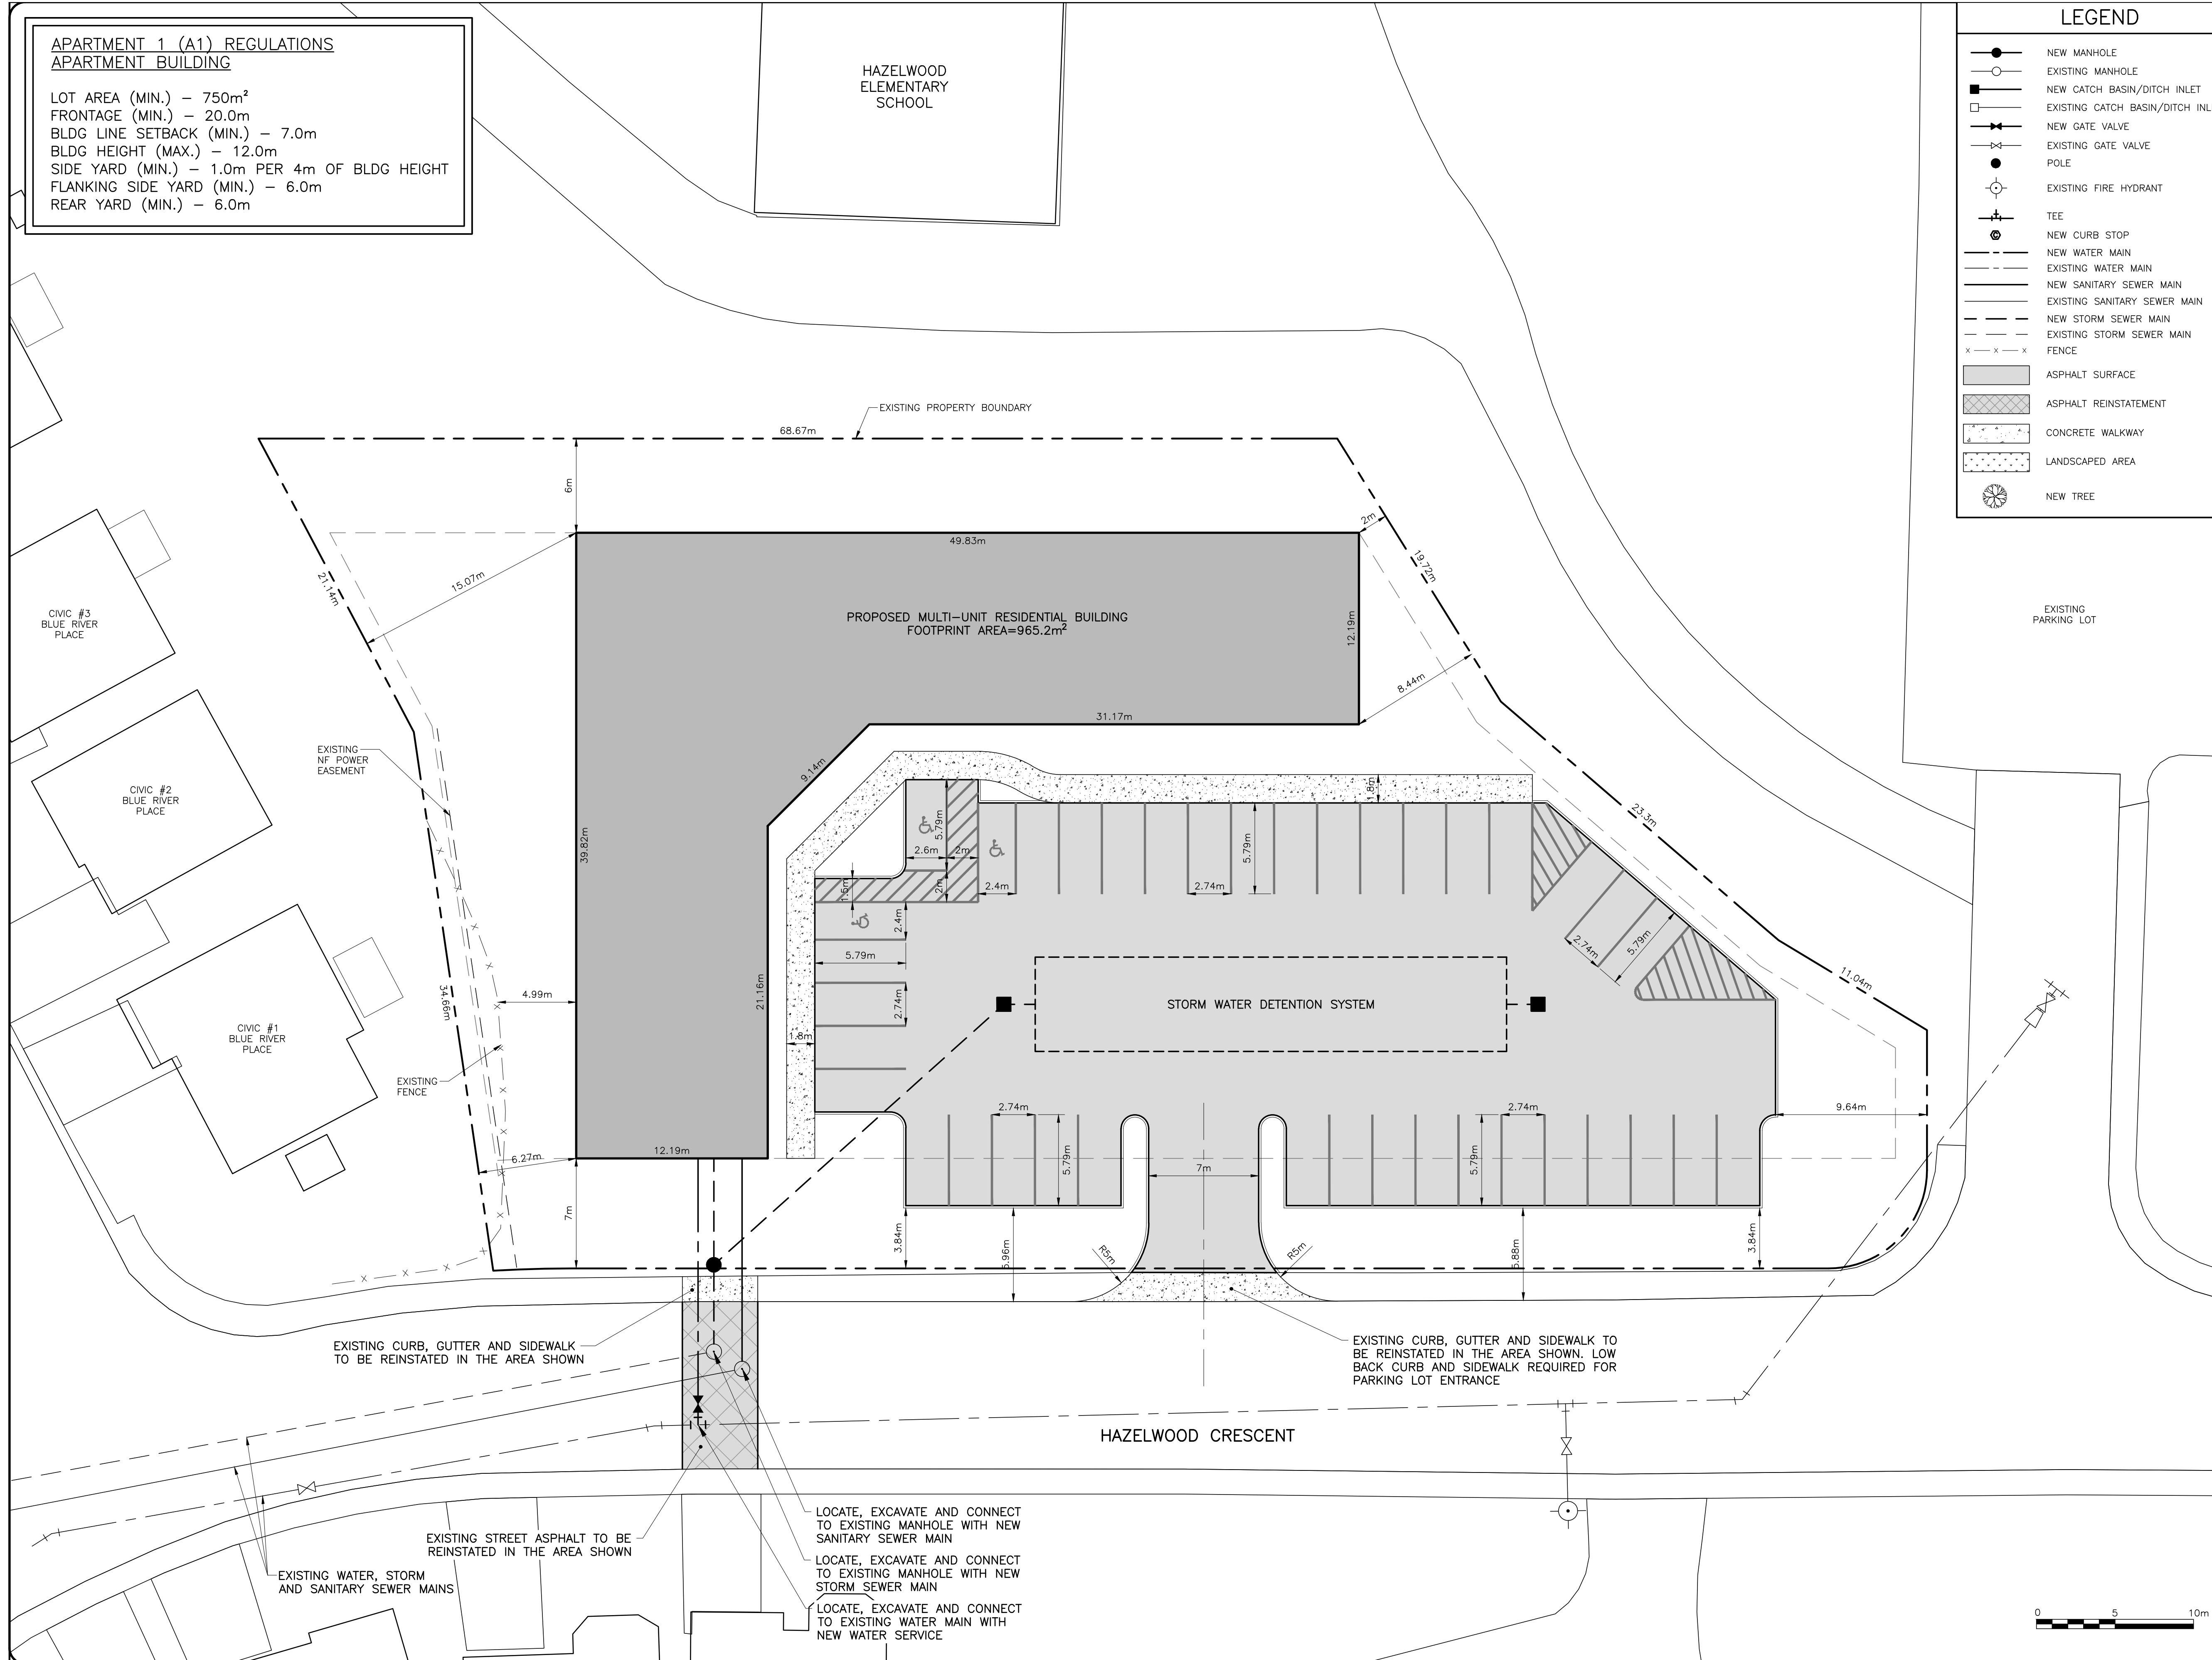 APARTMENT 1 (A1) REGULATIONS
APARTMENT BUILDING
LOT AREA (MIN.) – 750m²
FRONTAGE (MIN.) – 20.0m
BLDG LINE SETBACK (MIN.) – 7.0m
BLDG HEIGHT (MAX.) – 12.0m
SIDE YARD (MIN.) – 1.0m PER 4m OF BLDG HEIGHT
FLANKING SIDE YARD (MIN.) – 6.0m
REAR YARD (MIN.) – 6.0m
HAZELWOOD
ELEMENTARY
SCHOOL
LEGEND
NEW MANHOLE
EXISTING MANHOLE
NEW CATCH BASIN/DITCH INLET
EXISTING CATCH BASIN/DITCH INL
NEW GATE VALVE
EXISTING GATE VALVE
POLE
EXISTING FIRE HYDRANT
TEE
NEW CURB STOP
NEW WATER MAIN
EXISTING WATER MAIN
NEW SANITARY SEWER MAIN
EXISTING SANITARY SEWER MAIN
NEW STORM SEWER MAIN
EXISTING STORM SEWER MAIN
FENCE
ASPHALT SURFACE
ASPHALT REINSTATEMENT
CONCRETE WALKWAY
LANDSCAPED AREA
NEW TREE
EXISTING PROPERTY BOUNDARY
68.67m
6m
2m
49.83m
19.72m
21.14m
15.07m
CIVIC #3
BLUE RIVER
PLACE
PROPOSED MULTI–UNIT RESIDENTIAL BUILDING
FOOTPRINT AREA=965.2m²
12.19m
EXISTING
PARKING LOT
8.44m
31.17m
EXISTING
NF POWER
EASEMENT
9.14m
CIVIC #2
BLUE RIVER
PLACE
1.8m
23.3m
39.82m
5.79m
2.6m
2m
5.79m
1.5m
2m
2.4m
2.74m
2.4m
5.79m
2.74m
5.79m
11.04m
21.16m
4.99m
34.66m
2.74m
STORM WATER DETENTION SYSTEM
CIVIC #1
BLUE RIVER
PLACE
1.8m
EXISTING
FENCE
2.74m
2.74m
9.64m
6.27m
12.19m
5.79m
7m
5.79m
7m
3.84m
5.96m
R5m
R5m
5.88m
3.84m
EXISTING CURB, GUTTER AND SIDEWALK
TO BE REINSTATED IN THE AREA SHOWN
EXISTING CURB, GUTTER AND SIDEWALK TO
BE REINSTATED IN THE AREA SHOWN. LOW
BACK CURB AND SIDEWALK REQUIRED FOR
PARKING LOT ENTRANCE
HAZELWOOD CRESCENT
LOCATE, EXCAVATE AND CONNECT
TO EXISTING MANHOLE WITH NEW
SANITARY SEWER MAIN
EXISTING STREET ASPHALT TO BE
REINSTATED IN THE AREA SHOWN
LOCATE, EXCAVATE AND CONNECT
TO EXISTING MANHOLE WITH NEW
STORM SEWER MAIN
EXISTING WATER, STORM
AND SANITARY SEWER MAINS
LOCATE, EXCAVATE AND CONNECT
TO EXISTING WATER MAIN WITH
NEW WATER SERVICE
0 5 10m